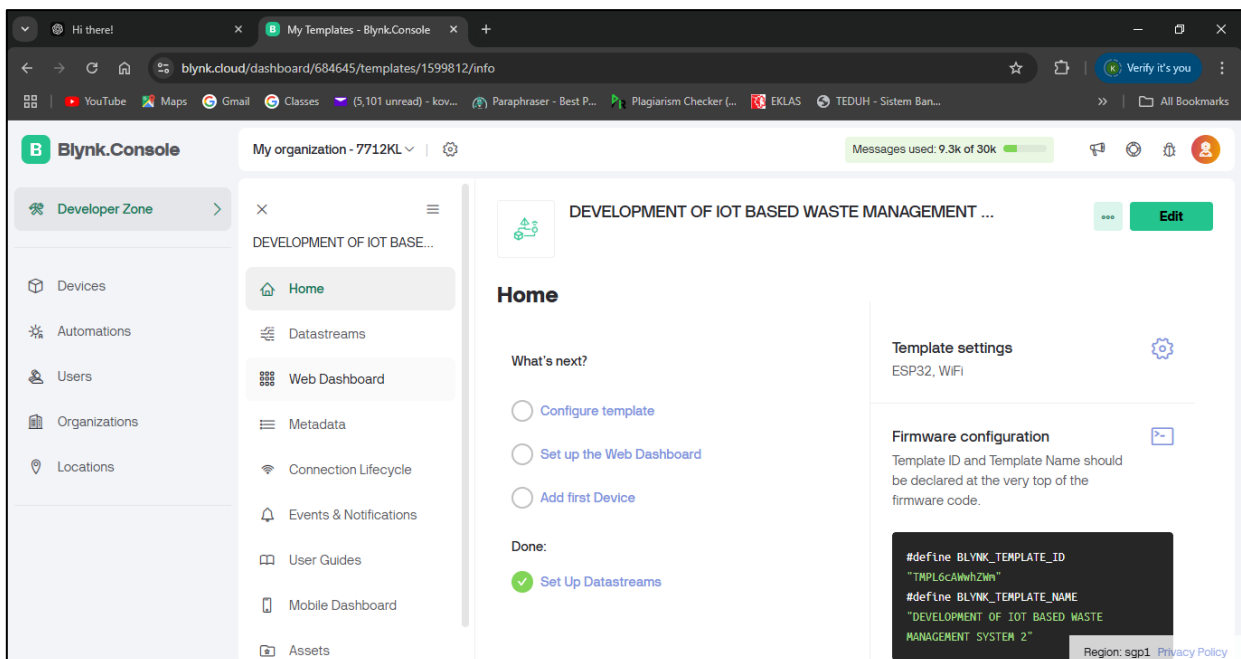 Hi there!
My Templates - Blynk.Console
blynk.cloud/dashboard/684645/templates/1599812/info
Verify it's you
YouTube Maps Gmail Classes (5,101 unread) - kov... Paraphraser - Best P... Plagiarism Checker (... EKLAS TEDUH - Sistem Ban... » All Bookmarks
B Blynk.Console
My organization - 7712KL
Messages used: 9.3k of 30k
Developer Zone
Devices
Automations
Users
Organizations
Locations
DEVELOPMENT OF IOT BASE...
Home
Datastreams
Web Dashboard
Metadata
Connection Lifecycle
Events & Notifications
User Guides
Mobile Dashboard
Assets
DEVELOPMENT OF IOT BASED WASTE MANAGEMENT ...
Edit
Home
What's next?
Configure template
Set up the Web Dashboard
Add first Device
Done:
Set Up Datastreams
Template settings
ESP32, WiFi
Firmware configuration
Template ID and Template Name should
be declared at the very top of the
firmware code.
#define BLYNK_TEMPLATE_ID
"TMPL6cAWwhZWm"
#define BLYNK_TEMPLATE_NAME
"DEVELOPMENT OF IOT BASED WASTE
MANAGEMENT SYSTEM 2"
Region: sgp1 Privacy Policy